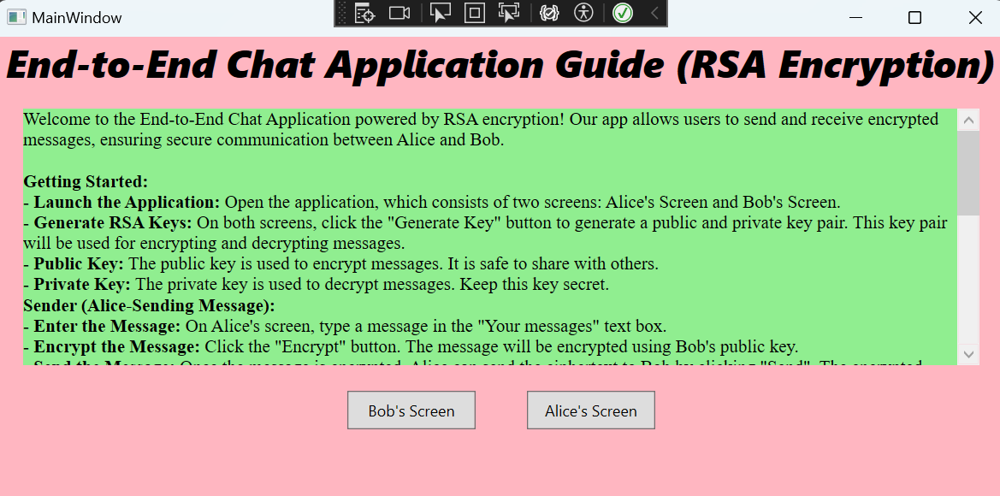 MainWindow
End-to-End Chat Application Guide (RSA Encryption)
Welcome to the End-to-End Chat Application powered by RSA encryption! Our app allows users to send and receive encrypted
messages, ensuring secure communication between Alice and Bob.
Getting Started:
- Launch the Application: Open the application, which consists of two screens: Alice's Screen and Bob's Screen.
- Generate RSA Keys: On both screens, click the "Generate Key" button to generate a public and private key pair. This key pair
will be used for encrypting and decrypting messages.
- Public Key: The public key is used to encrypt messages. It is safe to share with others.
- Private Key: The private key is used to decrypt messages. Keep this key secret.
Sender (Alice-Sending Message):
- Enter the Message: On Alice's screen, type a message in the "Your messages" text box.
- Encrypt the Message: Click the "Encrypt" button. The message will be encrypted using Bob's public key.
- Send the Message: Once the message is encrypted, Alice can send the ciphertext to Bob by clicking "Send". The encrypted
Bob's Screen
Alice's Screen